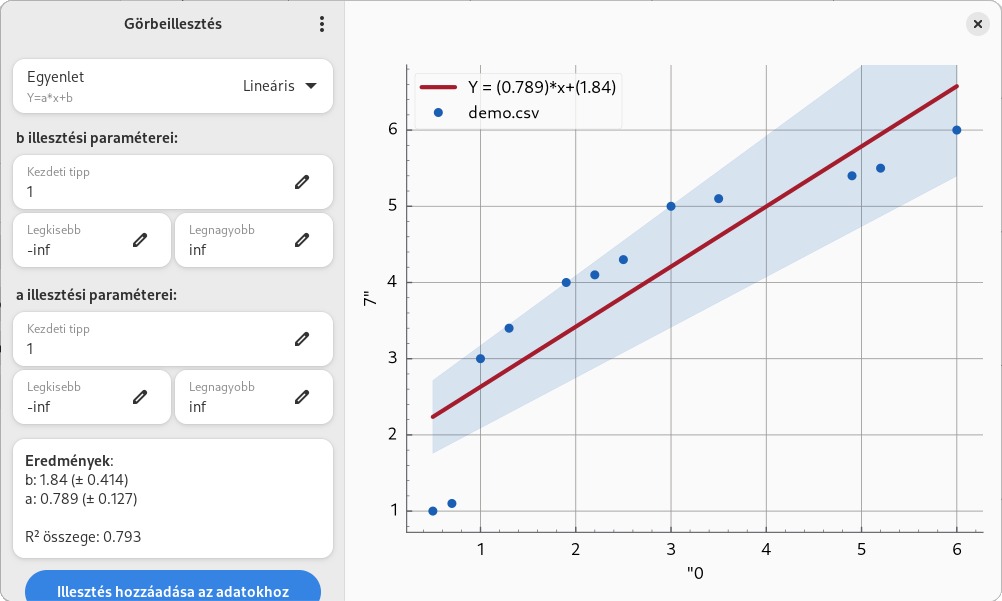 Görbeillesztés
Egyenlet
Y=a*x+b
Lineáris
b illesztési paraméterei:
Kezdeti tipp
1
Legkisebb
-inf
Legnagyobb
inf
a illesztési paraméterei:
Kezdeti tipp
1
Legkisebb
-inf
Legnagyobb
inf
Eredmények:
b: 1.84 (± 0.414)
a: 0.789 (± 0.127)
R² összege: 0.793
Illesztés hozzáadása az adatokhoz
Y = (0.789)*x+(1.84)
demo.csv
6
5
4
3
2
1
7"
1 2 3 4 5 6
"0